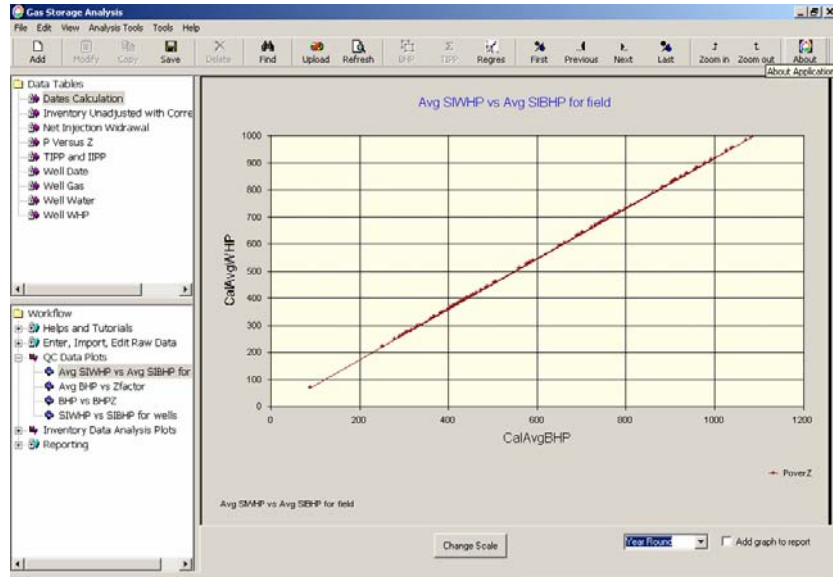 Gas Storage Analysis
File Edit View Analysis Tools Tools Help
Add Modify Copy Save Delete Find Upload Refresh BHP TIPP Regres First Previous Next Last Zoom in Zoom out About
About Application
Data Tables
Dates Calculation
Inventory Unadjusted with Corre
Net Injection Widrawal
P Versus Z
TIPP and IIPP
Well Date
Well Gas
Well Water
Well WHP
Workflow
Helps and Tutorials
Enter, Import, Edit Raw Data
QC Data Plots
Avg SIWHP vs Avg SIBHP for
Avg BHP vs Zfactor
BHP vs BHPZ
SIWHP vs SIBHP for wells
Inventory Data Analysis Plots
Reporting
Avg SIWHP vs Avg SIBHP for field
CalAvgWHP
1000
900
800
700
600
500
400
300
200
100
0
0 200 400 600 800 1000 1200
CalAvgBHP
PoverZ
Avg SIWHP vs Avg SIBHP for field
Change Scale
Year Round
Add graph to report